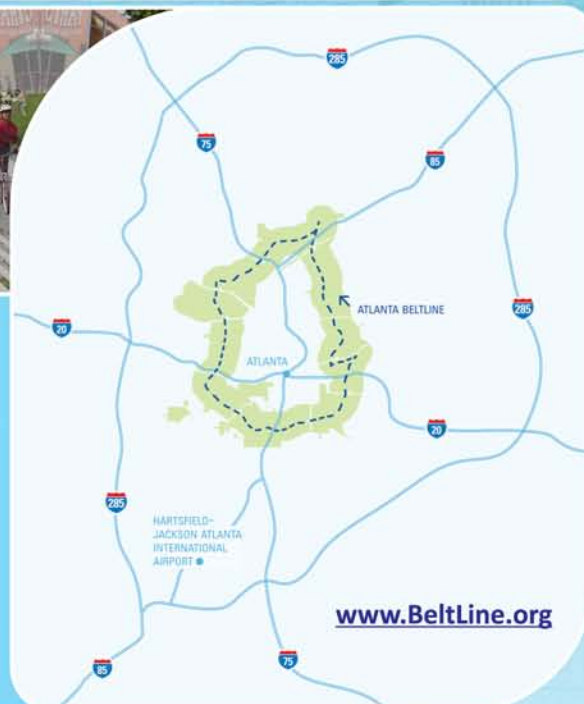 285
75
85
ATLANTA BELTLINE
285
20
ATLANTA
20
285
HARTSFIELD-
JACKSON ATLANTA
INTERNATIONAL
AIRPORT
www.BeltLine.org
85
75